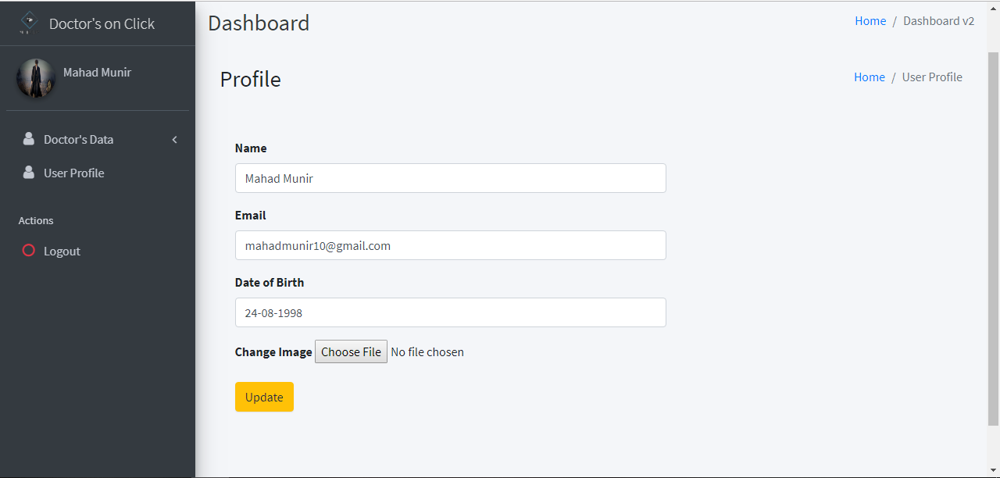 Doctor's on Click
Mahad Munir
Doctor's Data
User Profile
Actions
Logout
Dashboard
Home / Dashboard v2
Profile
Home / User Profile
Name
Mahad Munir
Email
mahadmunir10@gmail.com
Date of Birth
24-08-1998
Change Image Choose File No file chosen
Update